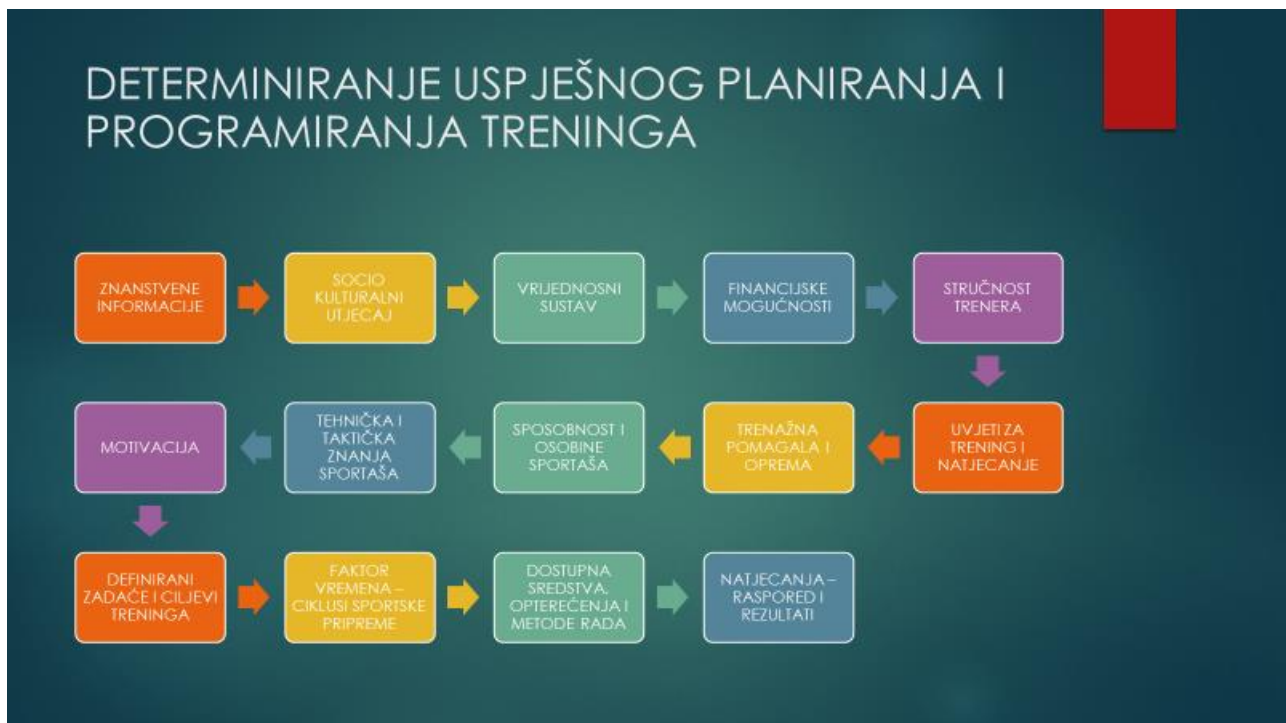 DETERMINIRANJE USPJEŠNOG PLANIRANJA I
PROGRAMIRANJA TRENINGA
ZNANSTVENE
INFORMACIJE
SOCIO
KULTURALNI
UTJECAJ
VRIJEDNOSNI
SUSTAV
FINANCIJSKE
MOGUĆNOSTI
STRUČNOST
TRENERA
UVJETI ZA
TRENING I
NATJECANJE
TRENAŽNA
POMAGALA I
OPREMA
SPOSOBNOST I
OSOBINE
SPORTAŠA
TEHNIČKA I
TAKTIČKA
ZNANJA
SPORTAŠA
MOTIVACIJA
DEFINIRANI
ZADAĆE I CILJEVI
TRENINGA
FAKTOR
VREMENA –
CIKLUSI SPORTSKE
PRIPREME
DOSTUPNA
SREDSTVA,
OPTEREĆENJA I
METODE RADA
NATJECANJA –
RASPORED I
REZULTATI